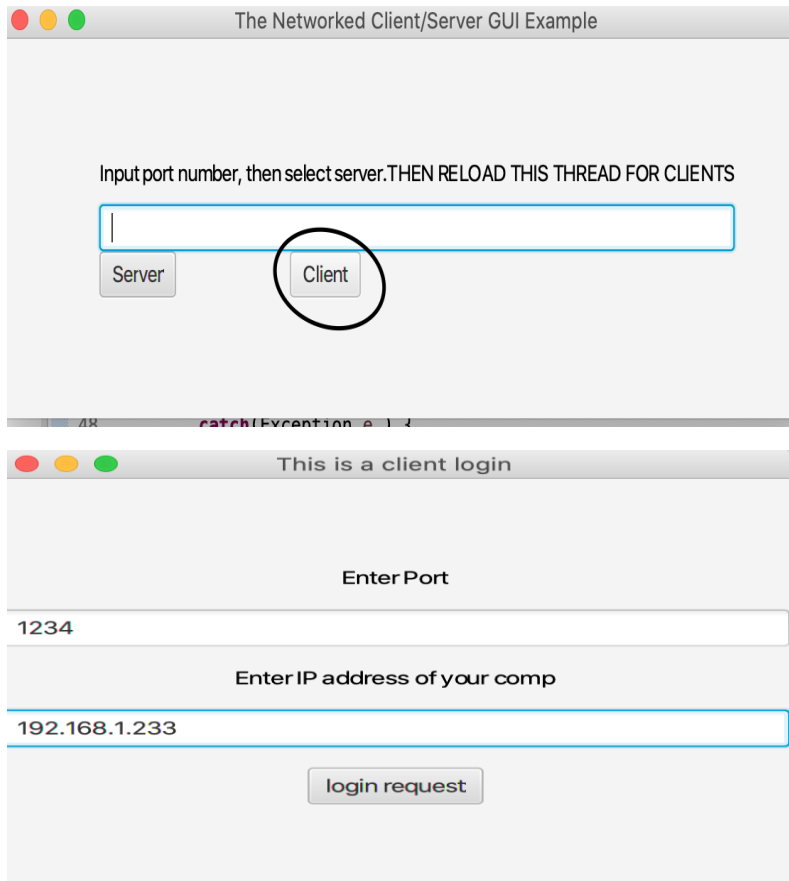 The Networked Client/Server GUI Example
Input port number, then select server.THEN RELOAD THIS THREAD FOR CLIENTS
Server Client
48 catch(Exception e ) {
This is a client login
Enter Port
1234
Enter IP address of your comp
192.168.1.233
login request